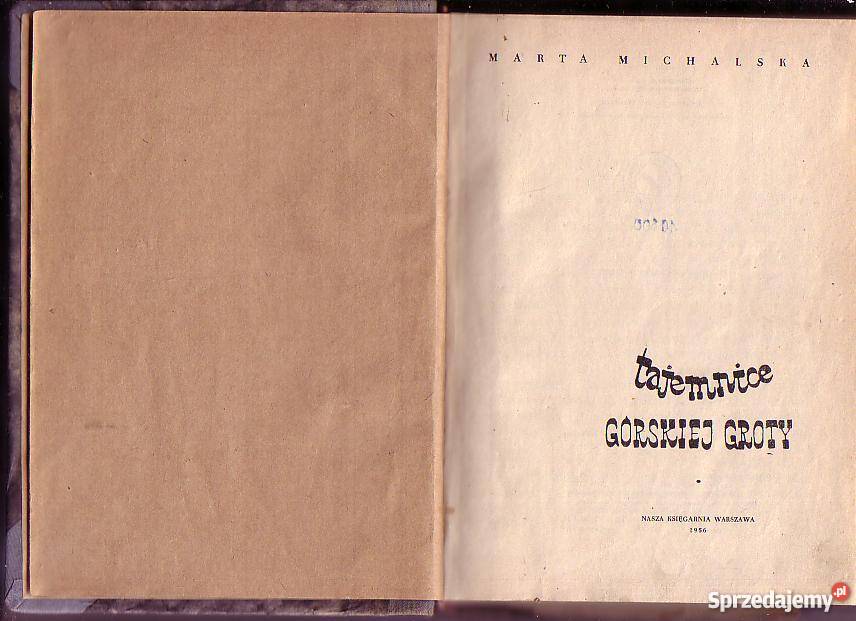 MARTA MICHALSKA
tajemnice
GÓRSKIEJ GROTY
NASZA KSIĘGARNIA WARSZAWA
1956
Sprzedajemy.pl